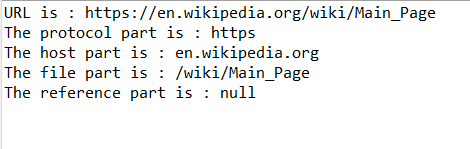 URL is : https://en.wikipedia.org/wiki/Main_Page
The protocol part is : https
The host part is : en.wikipedia.org
The file part is : /wiki/Main_Page
The reference part is : null